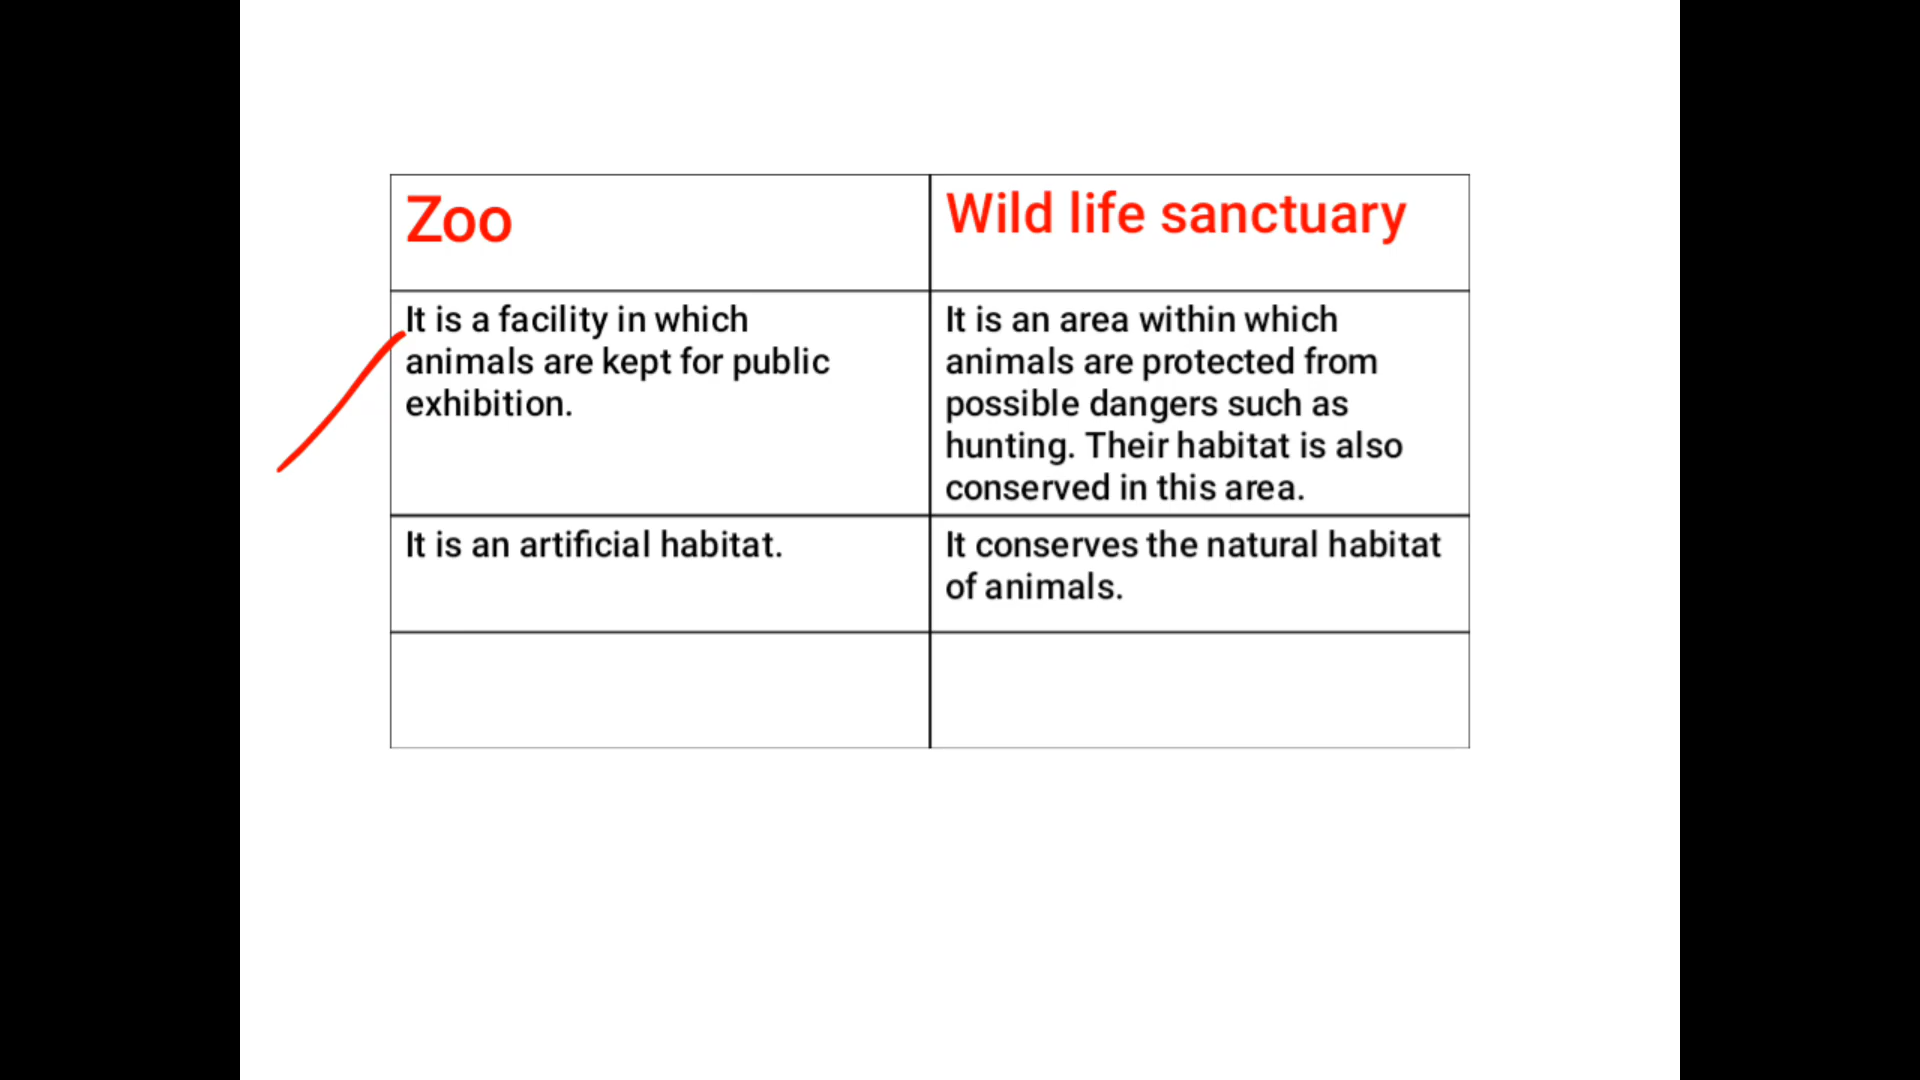 Zoo
Wild life sanctuary
It is a facility in which
animals are kept for public
exhibition.
It is an area within which
animals are protected from
possible dangers such as
hunting. Their habitat is also
conserved in this area.
It is an artificial habitat.
It conserves the natural habitat
of animals.